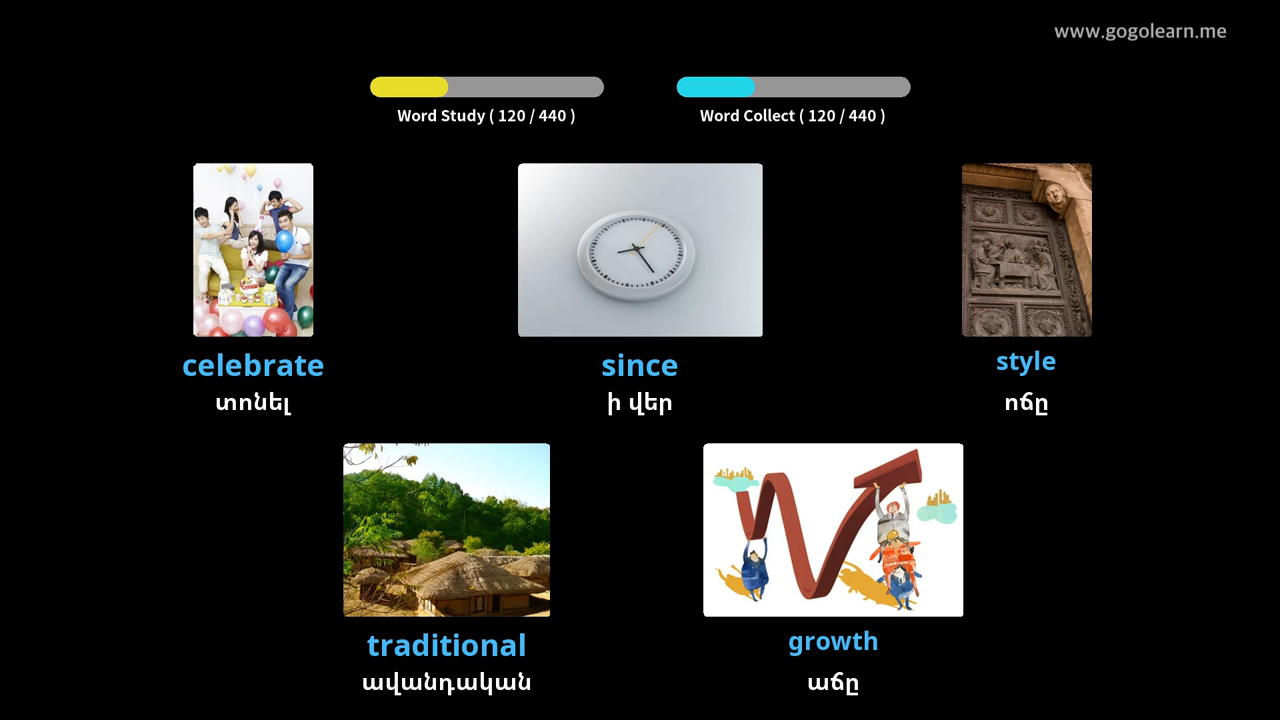 www.gogolearn.me
Word Study ( 120 / 440 )
Word Collect ( 120 / 440 )
celebrate
տոնել
since
ի վեր
style
ոճը
traditional
ավանդական
growth
աճը